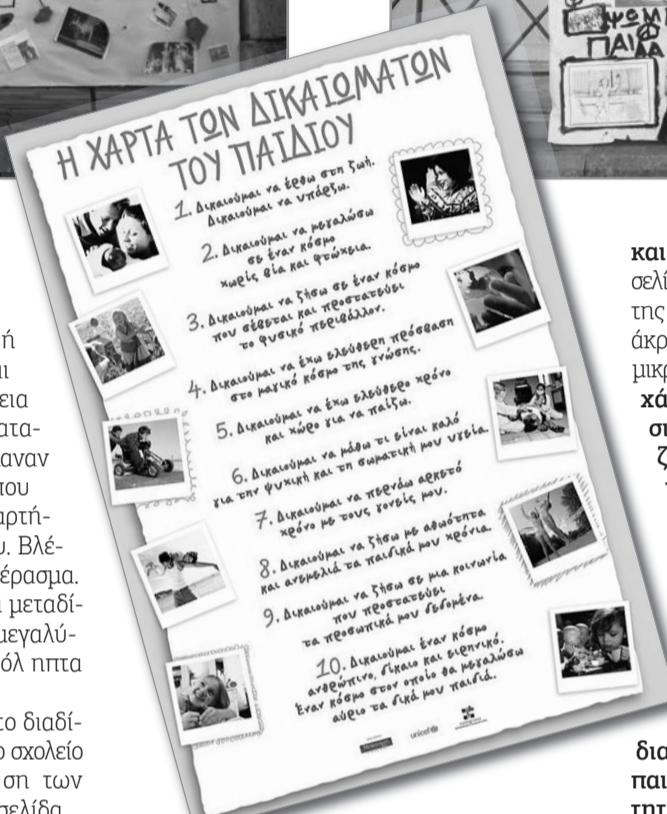 ΨΩΜΙ
ΠΑΙΔΕΙΑ
Η ΧΑΡΤΑ ΤΩΝ ΔΙΚΑΙΩΜΑΤΩΝ
ΤΟΥ ΠΑΙΔΙΟΥ
1. Δικαιούμαι να έρθω στη ζωή.
Δικαιούμαι να υπάρξω.
2. Δικαιούμαι να μεγαλώσω
σε έναν κόσμο
χωρίς βία και φτώχεια.
3. Δικαιούμαι να ζήσω σε έναν κόσμο
που σέβεται και προστατεύει
το φυσικό περιβάλλον.
4. Δικαιούμαι να έχω ελεύθερη πρόσβαση
στο μαγικό κόσμο της γνώσης.
5. Δικαιούμαι να έχω ελεύθερο χρόνο
και χώρο για να παίζω.
6. Δικαιούμαι να μάθω τι είναι καλό
για την ψυχική και τη σωματική μου υγεία.
7. Δικαιούμαι να περνάω αρκετό
χρόνο με τους γονείς μου.
8. Δικαιούμαι να ζήσω με αθωότητα
και ανεμελιά τα παιδικά μου χρόνια.
9. Δικαιούμαι να ζήσω σε μια κοινωνία
που προστατεύει
τα προσωπικά μου δεδομένα.
10. Δικαιούμαι έναν κόσμο
ανθρώπινο, δίκαιο και ειρηνικό.
Έναν κόσμο στον οποίο θα μεγαλώσω
αύριο τα δικά μου παιδιά.
unicef
ή
αι
εια
ατα-
καναν
που
αρτή-
υ. Βλέ-
έρασμα.
α μεταδί-
μεγαλύ-
όλ ηπτα
το διαδί-
ο σχολείο
ση των
σελίδα
και
σελί
της
άκρ
μικρ
χά
σι
ζ
δια
παι
τητ